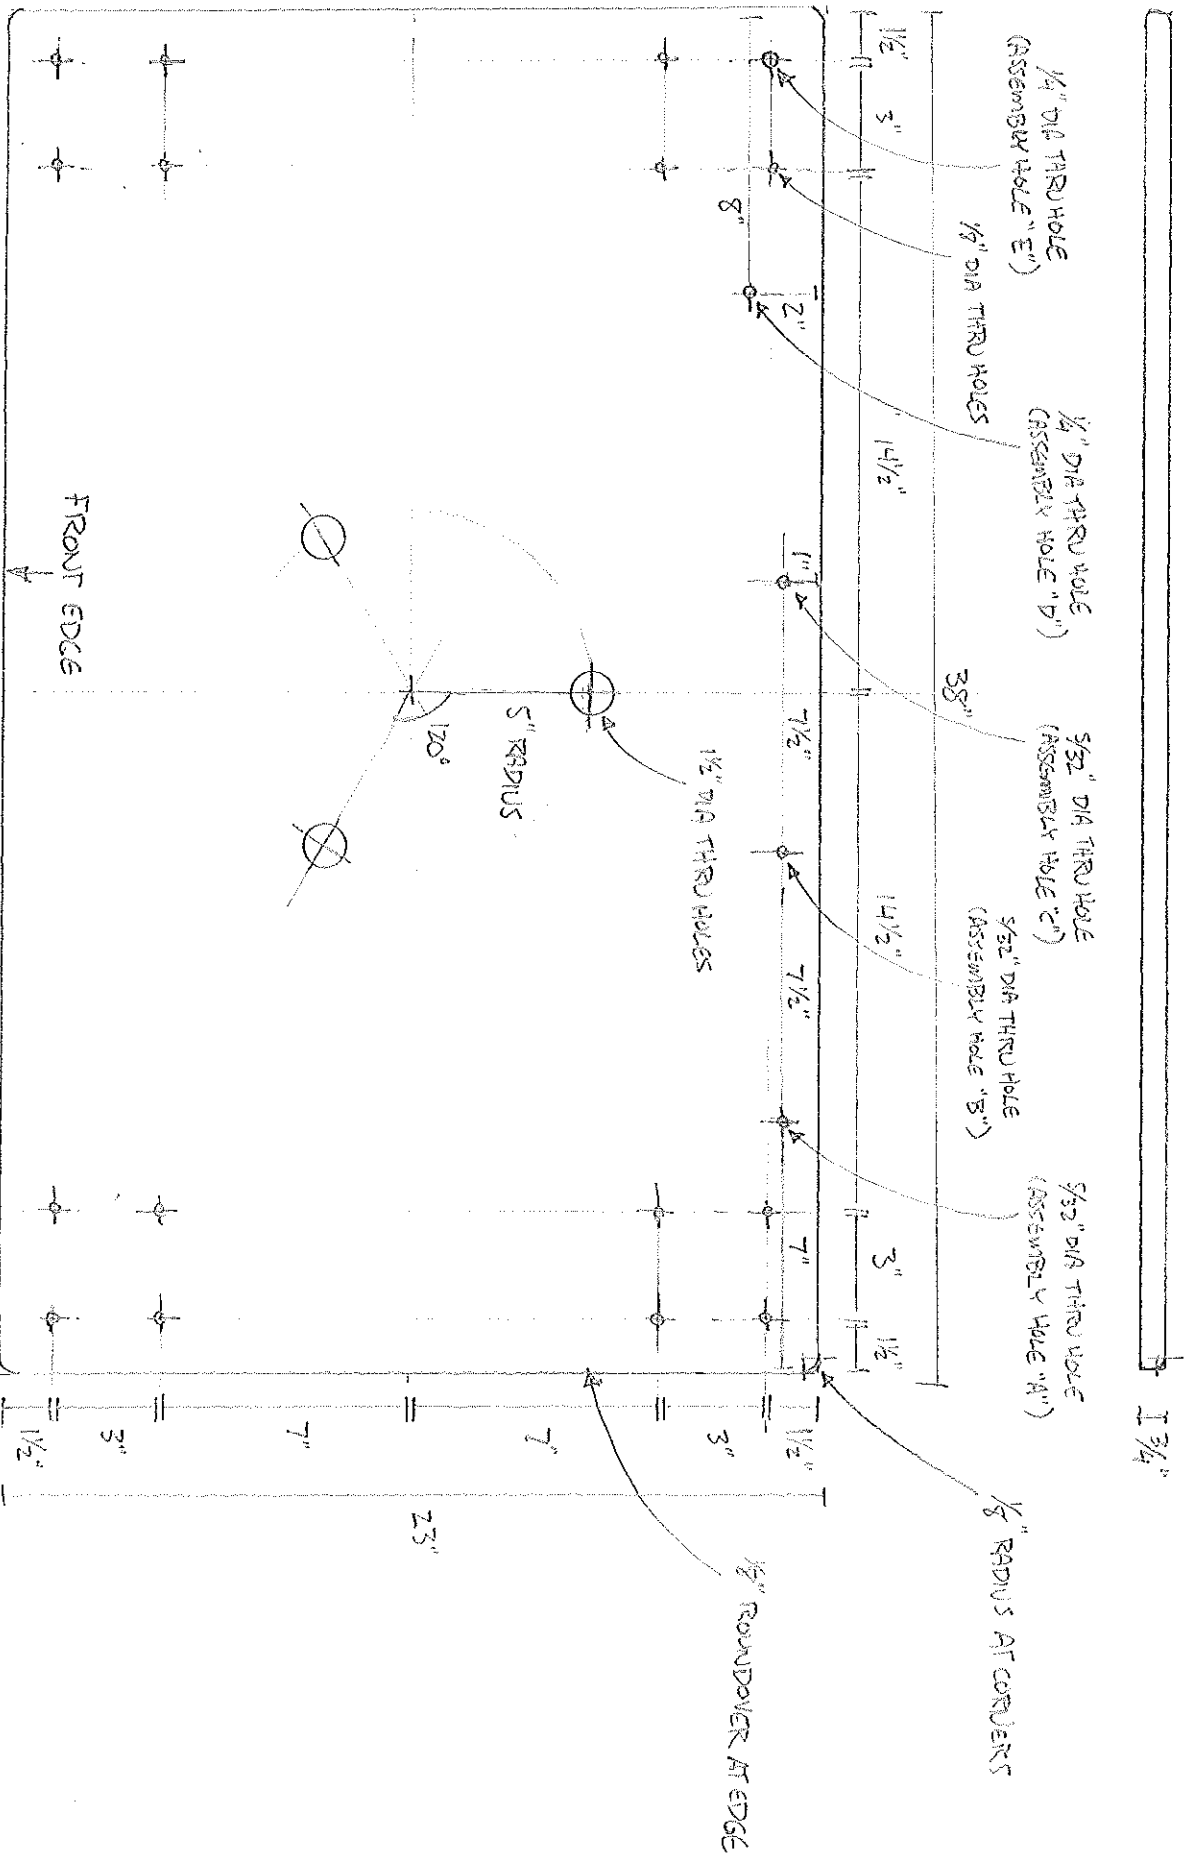 3/4"
1/4" DIA THRU HOLE
(ASSEMBLY HOLE "E")
1/4" DIA THRU HOLE
(ASSEMBLY HOLE "D")
5/32" DIA THRU HOLE
(ASSEMBLY HOLE "C")
5/32" DIA THRU HOLE
(ASSEMBLY HOLE "A")
1/8" RADIUS AT CORNERS
1/8" DIA THRU HOLES
5/32" DIA THRU HOLE
(ASSEMBLY HOLE "B")
38"
1 1/2"
3"
14 1/2"
14 1/2"
3"
1 1/2"
2"
1"
7 1/2"
7 1/2"
7"
1 1/2"
8"
1/8" ROUNDOVER AT EDGE
1 1/2" DIA THRU HOLES
3"
5" RADIUS
7"
120°
23"
7"
3"
FRONT EDGE
1 1/2"